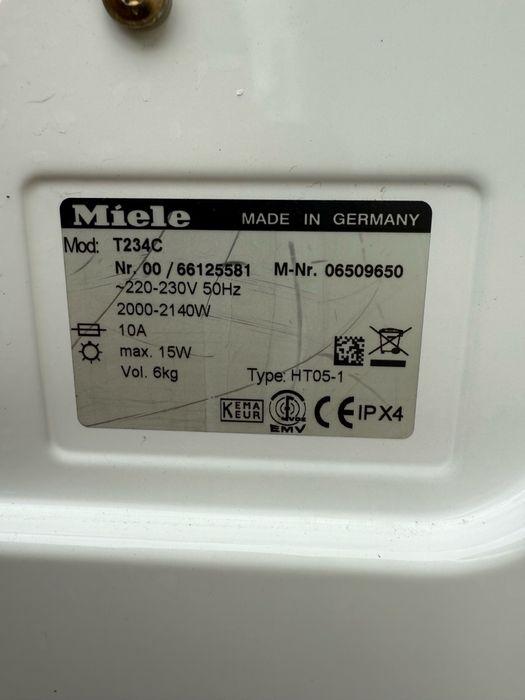 Miele MADE IN GERMANY
Mod: T234C
Nr. 00 / 66125581 M-Nr. 06509650
~220-230V 50Hz
2000-2140W
10A
max. 15W
Vol. 6kg Type: HT05-1
KEMA EUR VDE EMV CE IPX4